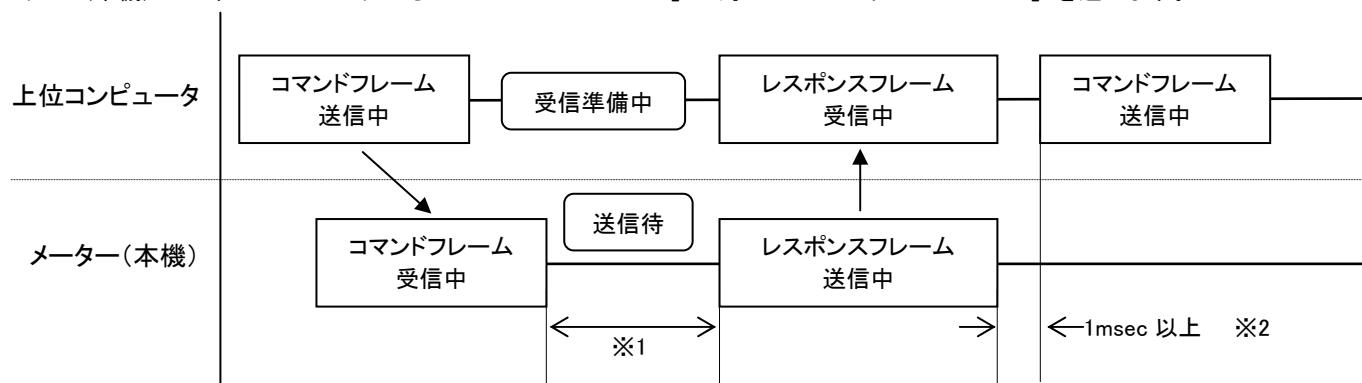 上位コンピュータ
コマンドフレーム
送信中
受信準備中
レスポンスフレーム
受信中
コマンドフレーム
送信中
メーター(本機)
コマンドフレーム
受信中
送信待
レスポンスフレーム
送信中
※1
1msec 以上 ※2